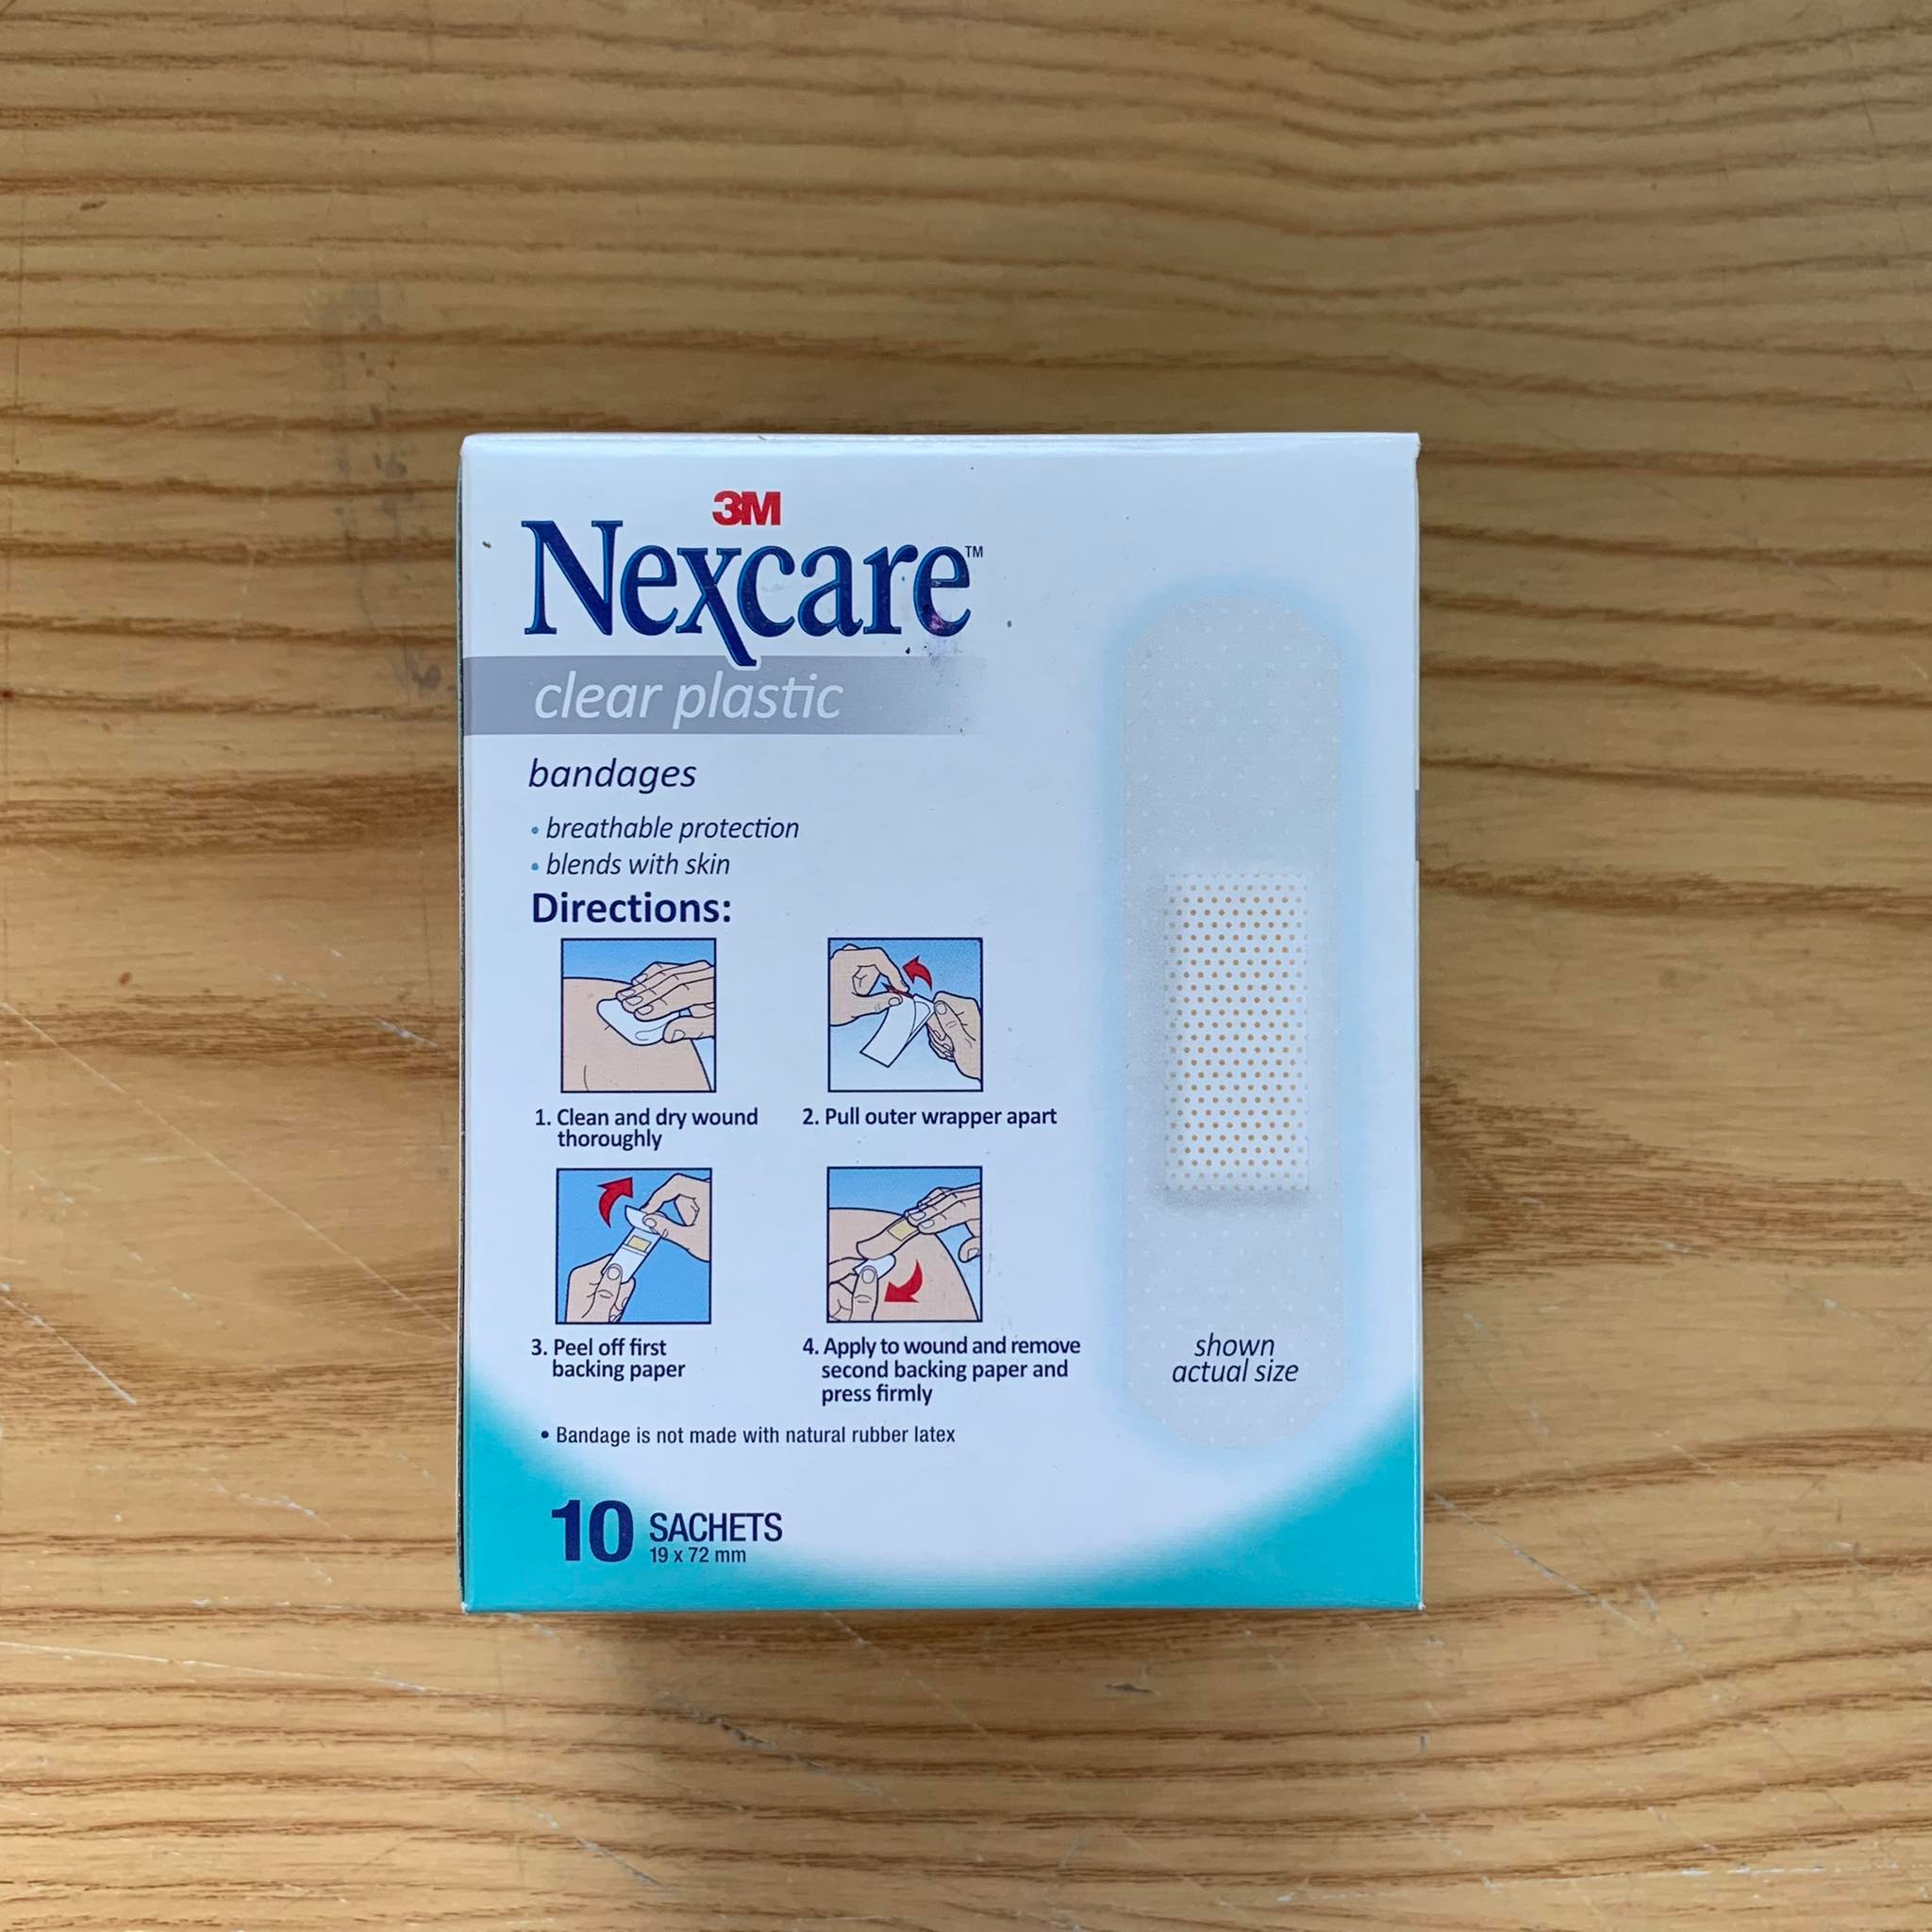 3M
Nexcare™
clear plastic
bandages
• breathable protection
• blends with skin
Directions:
1. Clean and dry wound
thoroughly
2. Pull outer wrapper apart
3. Peel off first
backing paper
4. Apply to wound and remove
second backing paper and
press firmly
shown
actual size
• Bandage is not made with natural rubber latex
10 SACHETS
19 x 72 mm